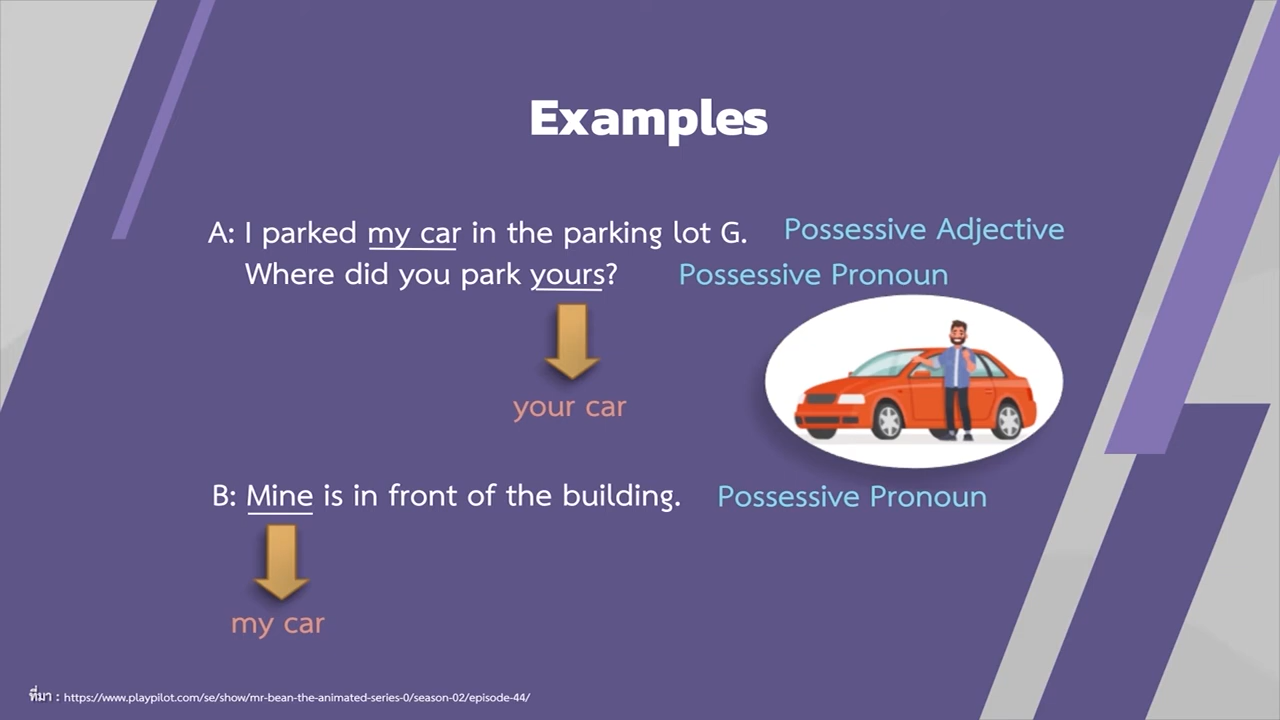 Examples
A: I parked my car in the parking lot G. Possessive Adjective
Where did you park yours? Possessive Pronoun
your car
B: Mine is in front of the building. Possessive Pronoun
my car
ที่มา : https://www.playpilot.com/se/show/mr-bean-the-animated-series-0/season-02/episode-44/